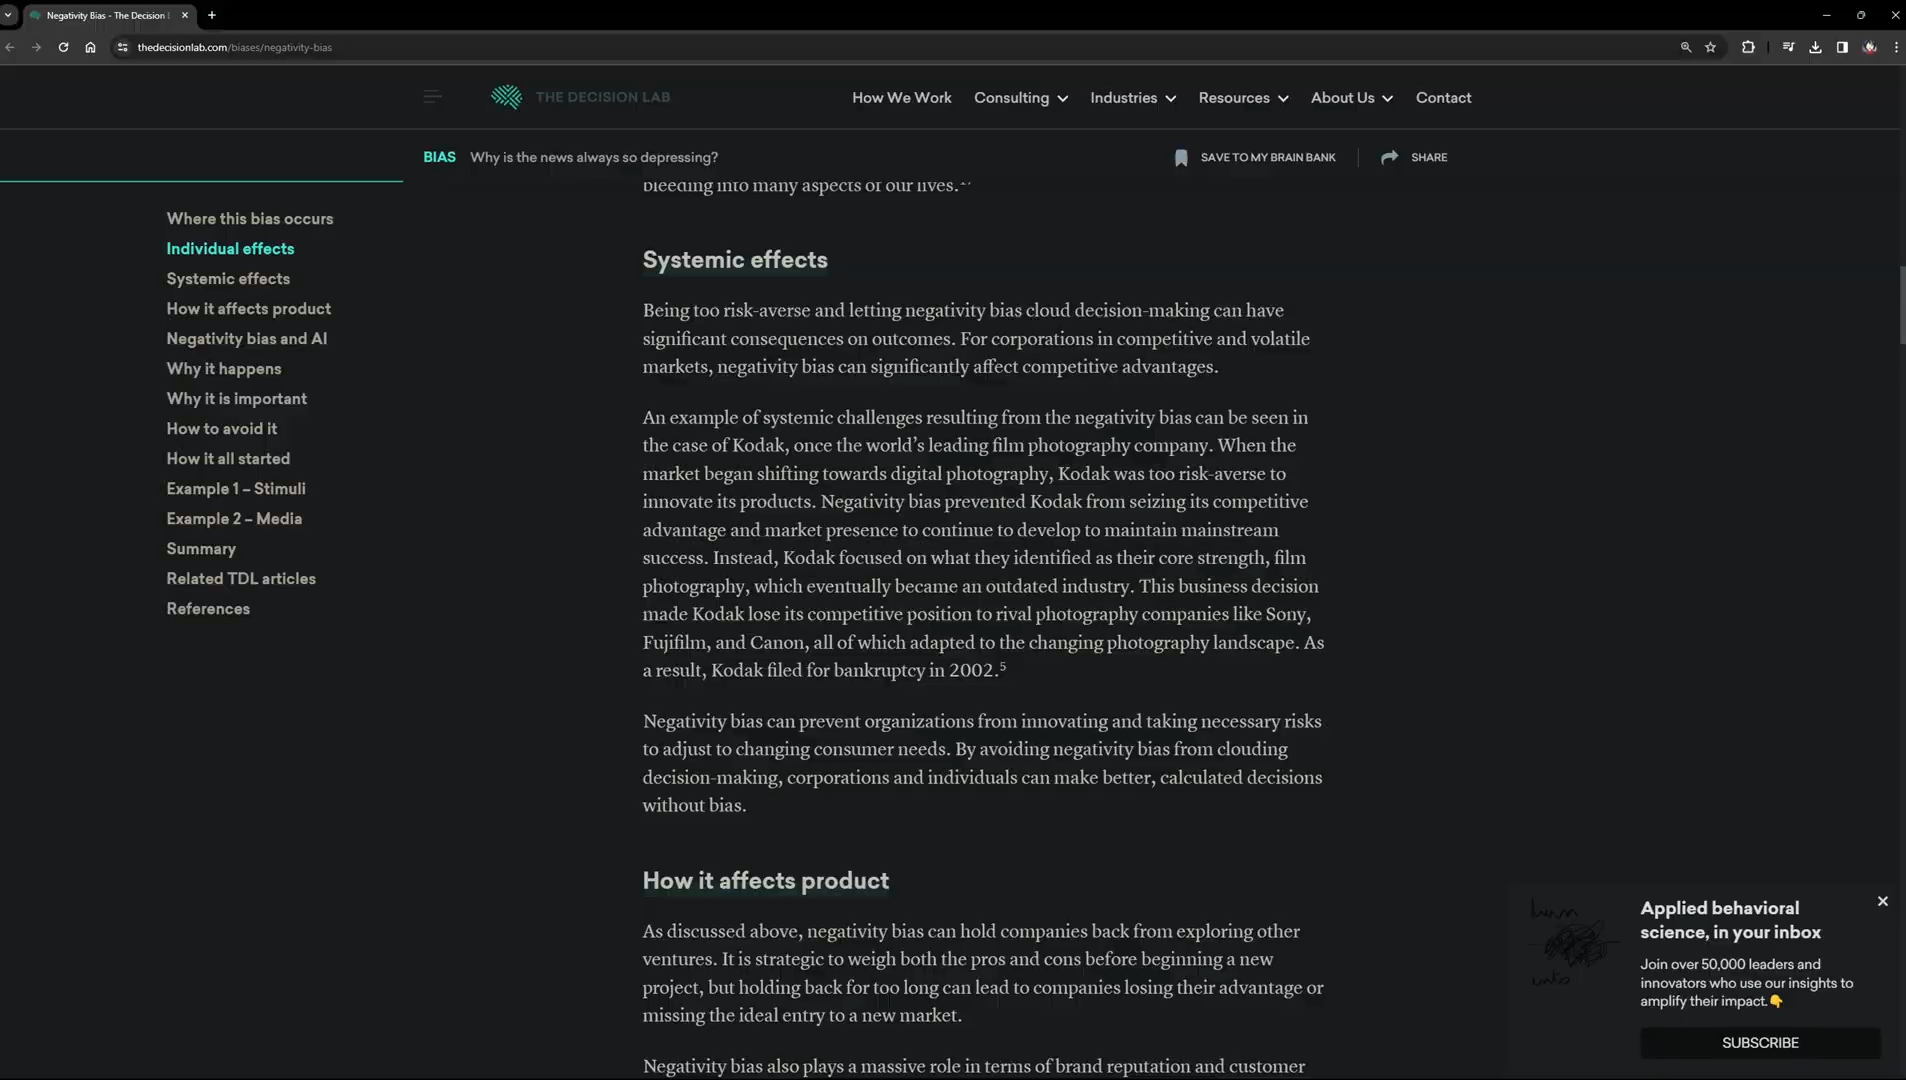 Negativity Bias - The Decision L
thedecisionlab.com/biases/negativity-bias
THE DECISION LAB
How We Work
Consulting
Industries
Resources
About Us
Contact
BIAS
Why is the news always so depressing?
SAVE TO MY BRAIN BANK
SHARE
Where this bias occurs
Individual effects
Systemic effects
How it affects product
Negativity bias and AI
Why it happens
Why it is important
How to avoid it
How it all started
Example 1 – Stimuli
Example 2 – Media
Summary
Related TDL articles
References
bleeding into many aspects of our lives.
Systemic effects
Being too risk-averse and letting negativity bias cloud decision-making can have
significant consequences on outcomes. For corporations in competitive and volatile
markets, negativity bias can significantly affect competitive advantages.
An example of systemic challenges resulting from the negativity bias can be seen in
the case of Kodak, once the world’s leading film photography company. When the
market began shifting towards digital photography, Kodak was too risk-averse to
innovate its products. Negativity bias prevented Kodak from seizing its competitive
advantage and market presence to continue to develop to maintain mainstream
success. Instead, Kodak focused on what they identified as their core strength, film
photography, which eventually became an outdated industry. This business decision
made Kodak lose its competitive position to rival photography companies like Sony,
Fujifilm, and Canon, all of which adapted to the changing photography landscape. As
a result, Kodak filed for bankruptcy in 2002.⁵
Negativity bias can prevent organizations from innovating and taking necessary risks
to adjust to changing consumer needs. By avoiding negativity bias from clouding
decision-making, corporations and individuals can make better, calculated decisions
without bias.
How it affects product
As discussed above, negativity bias can hold companies back from exploring other
ventures. It is strategic to weigh both the pros and cons before beginning a new
project, but holding back for too long can lead to companies losing their advantage or
missing the ideal entry to a new market.
Negativity bias also plays a massive role in terms of brand reputation and customer
Applied behavioral
science, in your inbox
Join over 50,000 leaders and
innovators who use our insights to
amplify their impact.👇
SUBSCRIBE